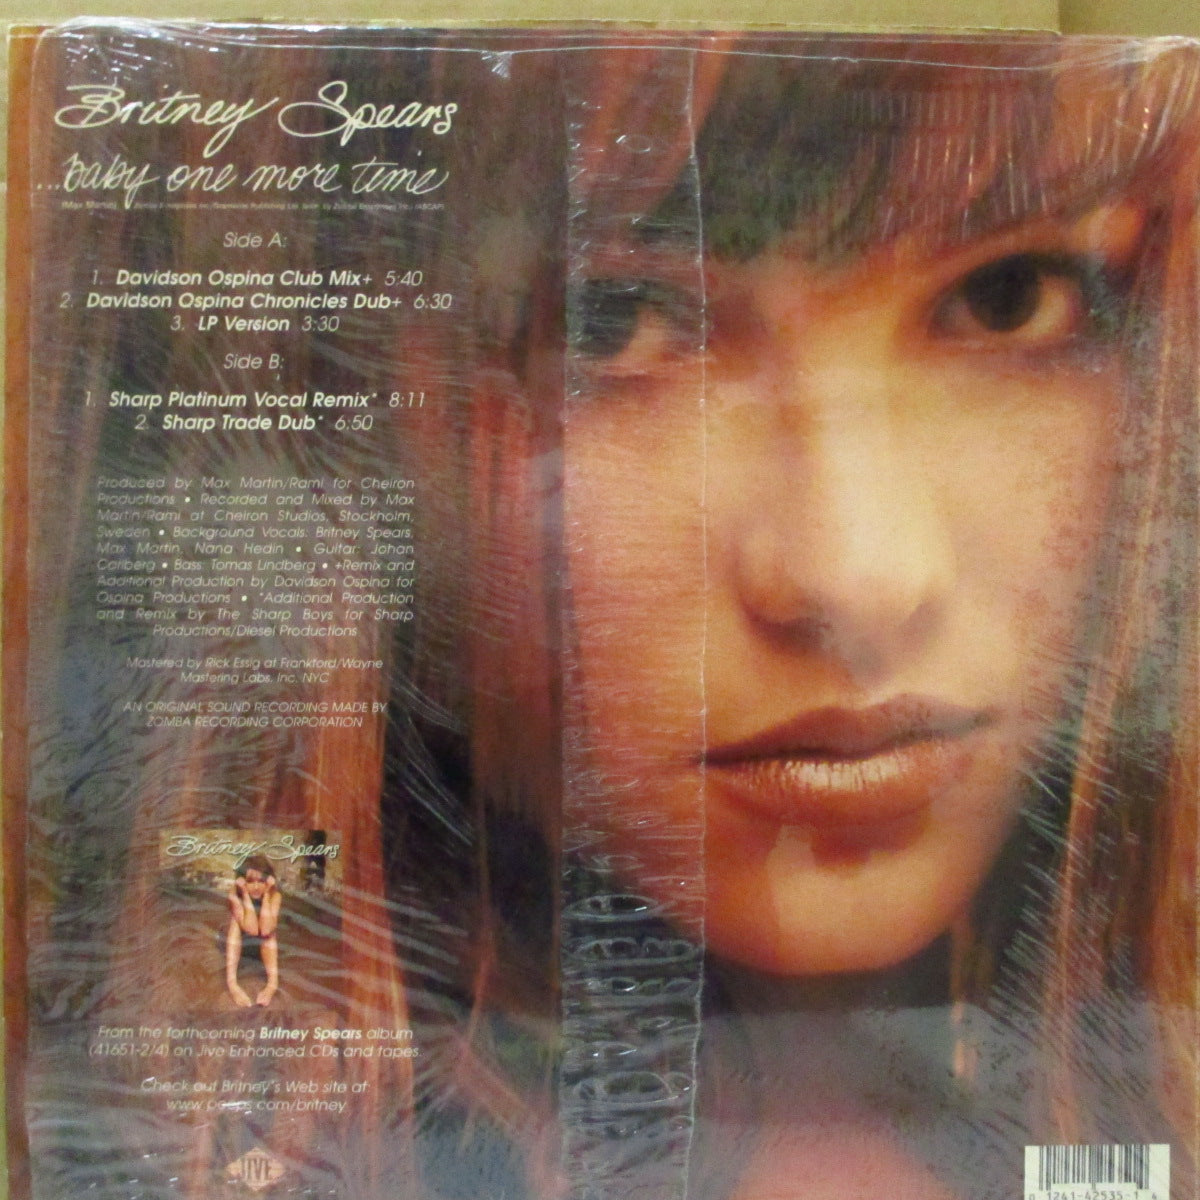 Britney Spears
...baby one more time
(Max Martin)
Side A:
1. Davidson Ospina Club Mix+ 5:40
2. Davidson Ospina Chronicles Dub+ 6:30
3. LP Version 3:30
Side B:
1. Sharp Platinum Vocal Remix* 8:11
2. Sharp Trade Dub* 6:50
Produced by Max Martin/Rami for Cheiron
Productions • Recorded and Mixed by Max
Martin/Rami at Cheiron Studios, Stockholm,
Sweden • Background Vocals: Britney Spears,
Max Martin, Nana Hedin • Guitar: Johan
Carlberg • Bass: Tomas Lindberg • +Remix and
Additional Production by Davidson Ospina for
Ospina Productions • *Additional Production
and Remix by The Sharp Boys for Sharp
Productions/Diesel Productions
Mastered by Rick Essig at Frankford/Wayne
Mastering Labs, Inc. NYC
AN ORIGINAL SOUND RECORDING MADE BY
ZOMBA RECORDING CORPORATION
Britney Spears
From the forthcoming Britney Spears album
(41651-2/4) on Jive Enhanced CDs and tapes.
Check out Britney's Web site at:
www.peeps.com/britney
JIVE
0 1241-42535-1